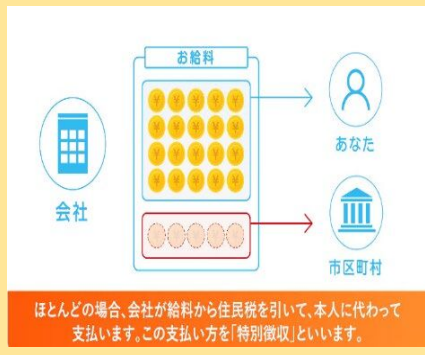 お給料
会社
あなた
市区町村
ほとんどの場合、会社が給料から住民税を引いて、本人に代わって
支払います。この支払い方を「特別徴収」といいます。